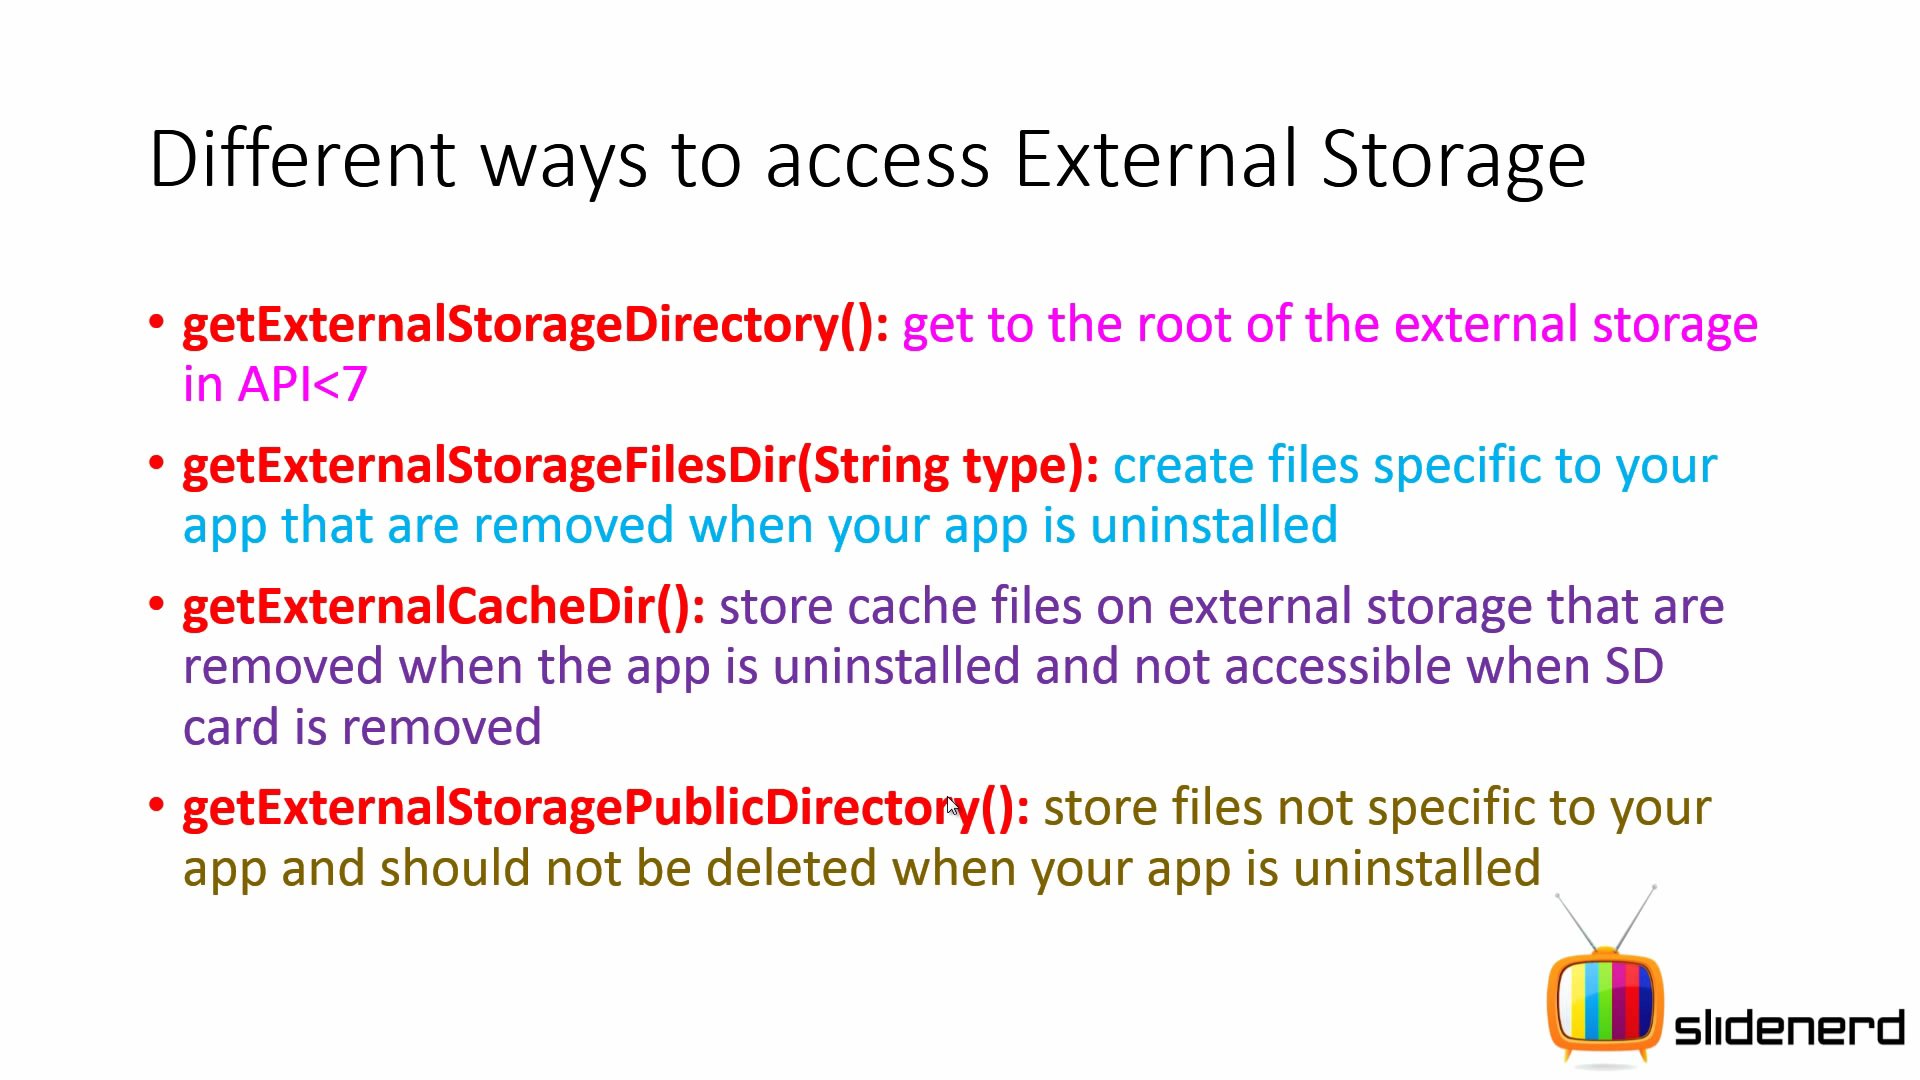 Different ways to access External Storage
• getExternalStorageDirectory(): get to the root of the external storage
in API<7
• getExternalStorageFilesDir(String type): create files specific to your
app that are removed when your app is uninstalled
• getExternalCacheDir(): store cache files on external storage that are
removed when the app is uninstalled and not accessible when SD
card is removed
• getExternalStoragePublicDirectory(): store files not specific to your
app and should not be deleted when your app is uninstalled
slidenerd